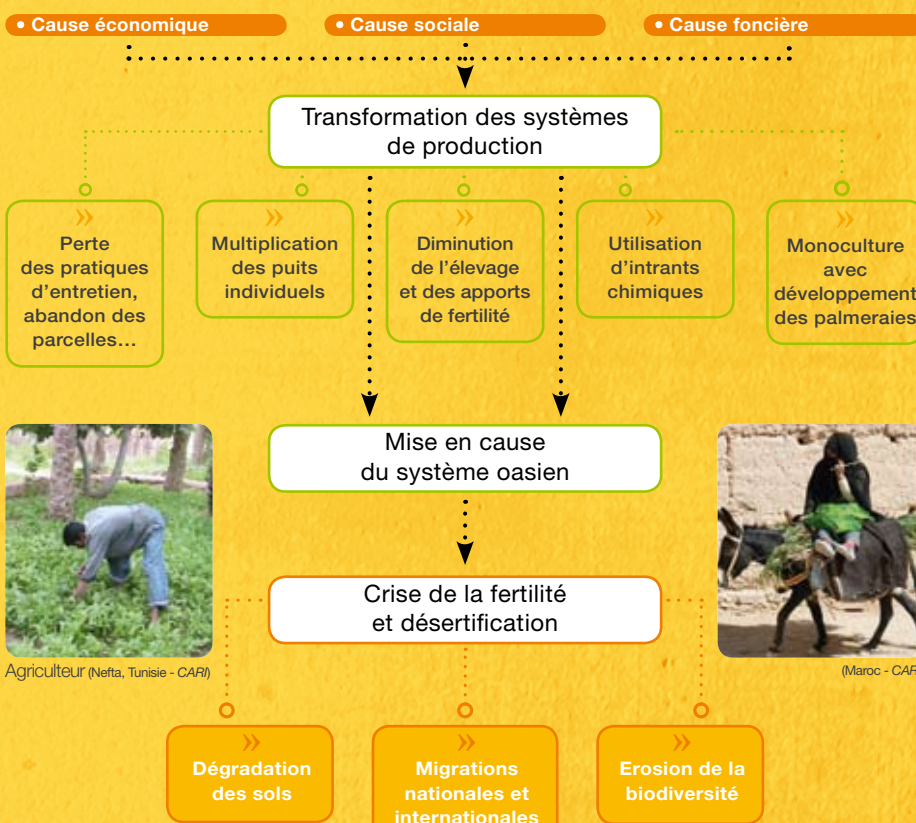 • Cause économique
• Cause sociale
• Cause foncière
Transformation des systèmes
de production
»
Perte
des pratiques
d'entretien,
abandon des
parcelles…
»
Multiplication
des puits
individuels
»
Diminution
de l'élevage
et des apports
de fertilité
»
Utilisation
d'intrants
chimiques
»
Monoculture
avec
développement
des palmeraies
Mise en cause
du système oasien
Crise de la fertilité
et désertification
Agriculteur (Nefta, Tunisie - CARI)
(Maroc - CAR
»
Dégradation
des sols
»
Migrations
nationales et
internationales
»
Erosion de la
biodiversité